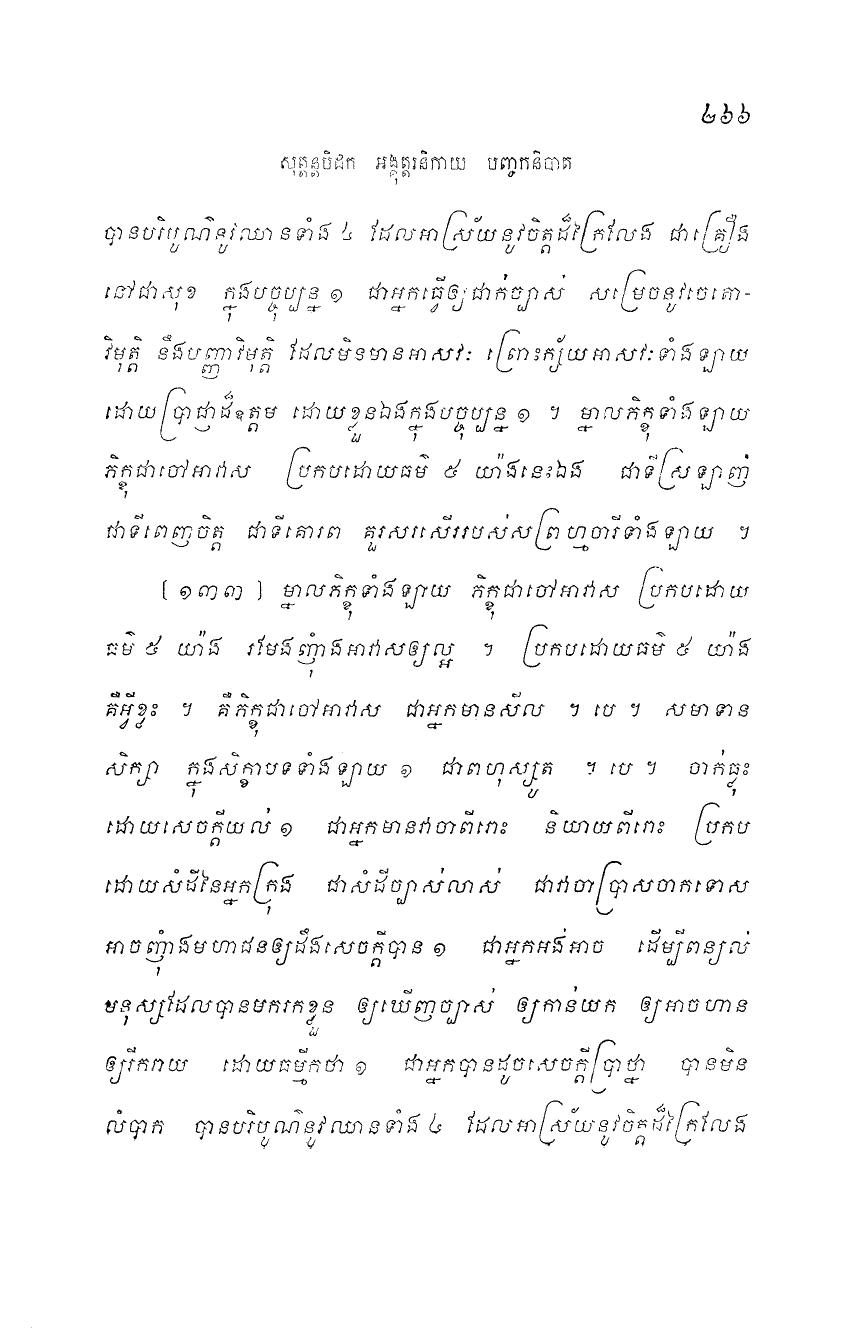 ៤៦៦
សុត្តន្តបិដក អង្គុត្តរនិកាយ បញ្ចកនិបាត
បានបរិបូណ៌នូវឈានទាំង ៤ ដែលអាស្រ័យនូវចិត្តដ៏ក្រៃលែង ជាគ្រឿង
នៅជាសុខ ក្នុងបច្ចុប្បន្ន ១ ជាអ្នកធ្វើឲ្យជាក់ច្បាស់ សម្រេចនូវចេតោ-
វិមុត្តិ នឹងបញ្ញាវិមុត្តិ ដែលមិនមានអាសវៈ ព្រោះក្ស័យអាសវៈទាំងឡាយ
ដោយប្រាជ្ញាដ៏ឧត្តម ដោយខ្លួនឯងក្នុងបច្ចុប្បន្ន ១ ។ ម្នាលភិក្ខុទាំងឡាយ
ភិក្ខុជាចៅអាវាស ប្រកបដោយធម៌ ៥ យ៉ាងនេះឯង ជាទីស្រឡាញ់
ជាទីពេញចិត្ត ជាទីគោរព គួរសរសើររបស់សព្រហ្មចារីទាំងឡាយ ។
[ ១៣៣ ] ម្នាលភិក្ខុទាំងឡាយ ភិក្ខុជាចៅអាវាស ប្រកបដោយ
ធម៌ ៥ យ៉ាង រមែងញុំាងអាវាសឲ្យល្អ ។ ប្រកបដោយធម៌ ៥ យ៉ាង
គឺអ្វីខ្លះ ។ គឺភិក្ខុជាចៅអាវាស ជាអ្នកមានសីល ។ បេ ។ សមាទាន
សិក្សា ក្នុងសិក្ខាបទទាំងឡាយ ១ ជាពហុស្សូត ។ បេ ។ ចាក់ធ្លុះ
ដោយសេចក្តីយល់ ១ ជាអ្នកមានវាចាពីរោះ និយាយពីរោះ ប្រកប
ដោយសំដីនៃអ្នកក្រុង ជាសំដីច្បាស់លាស់ ជាវាចាប្រាសចាកទោស
អាចញុំាងមហាជនឲ្យដឹងសេចក្តីបាន ១ ជាអ្នកអង់អាច ដើម្បីពន្យល់
មនុស្សដែលបានមករកខ្លួន ឲ្យឃើញច្បាស់ ឲ្យកាន់យក ឲ្យអាចហាន
ឲ្យរីករាយ ដោយធម្មីកថា ១ ជាអ្នកបានដូចសេចក្តីប្រាថ្នា បានមិន
លំបាក បានបរិបូណ៌នូវឈានទាំង ៤ ដែលអាស្រ័យនូវចិត្តដ៏ក្រៃលែង